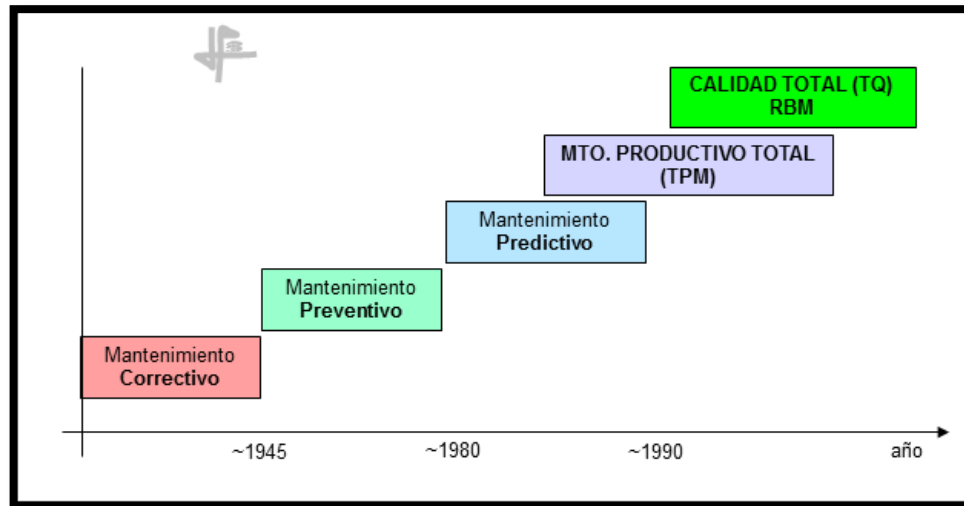 CALIDAD TOTAL (TQ)
RBM
MTO. PRODUCTIVO TOTAL
(TPM)
Mantenimiento
Predictivo
Mantenimiento
Preventivo
Mantenimiento
Correctivo
~1945
~1980
~1990
año